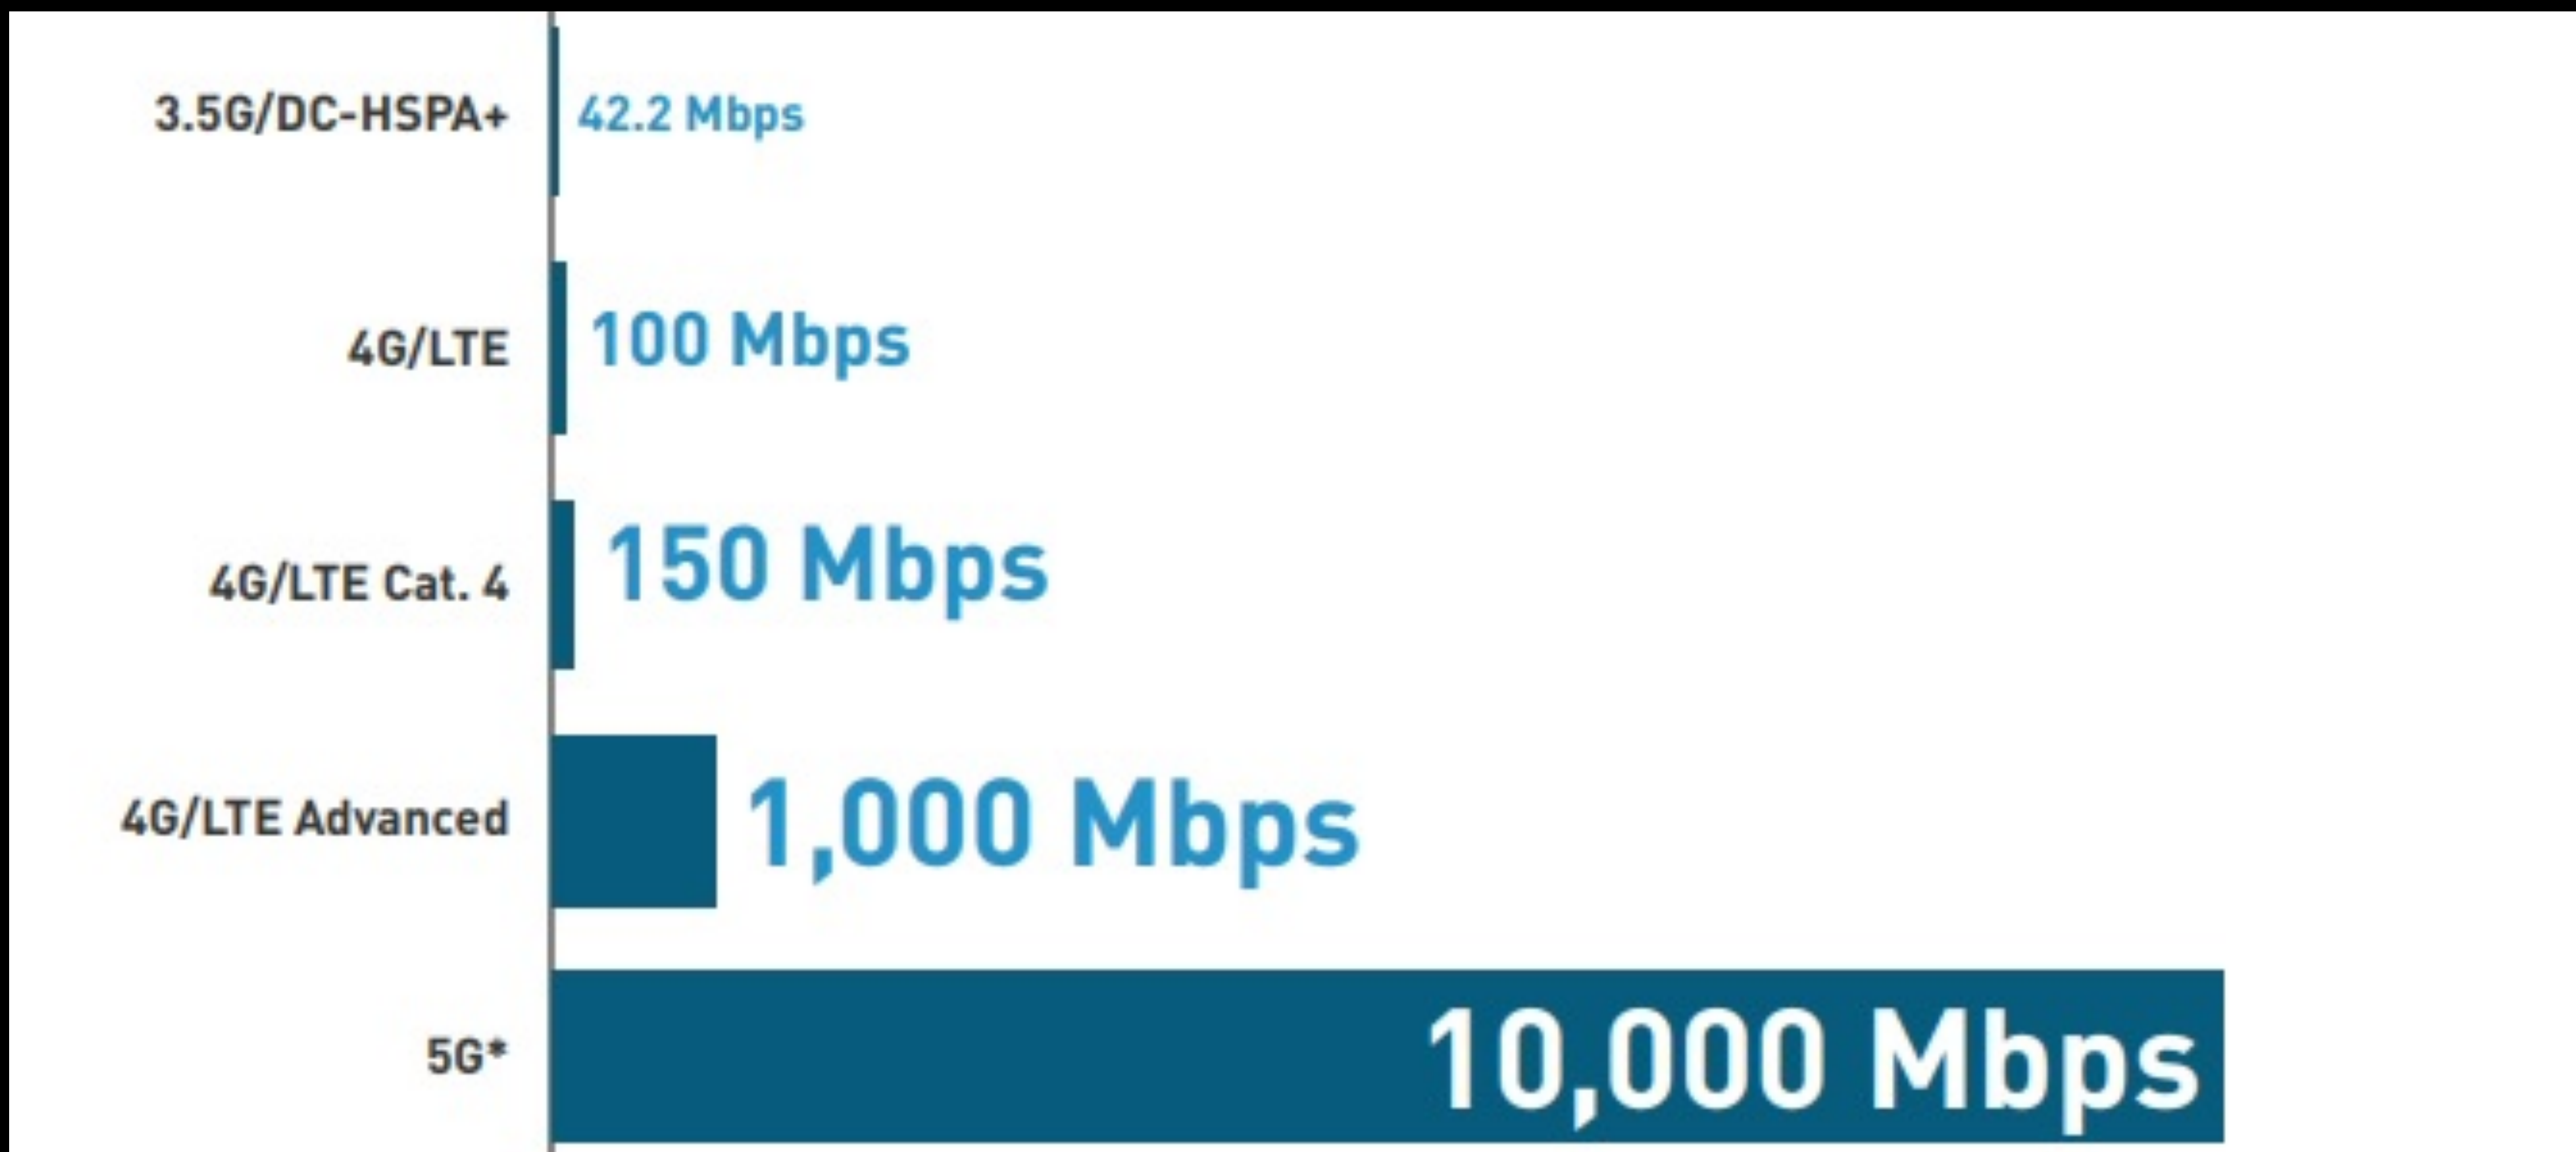 3.5G/DC-HSPA+ 42.2 Mbps
4G/LTE 100 Mbps
4G/LTE Cat. 4 150 Mbps
4G/LTE Advanced 1,000 Mbps
5G* 10,000 Mbps